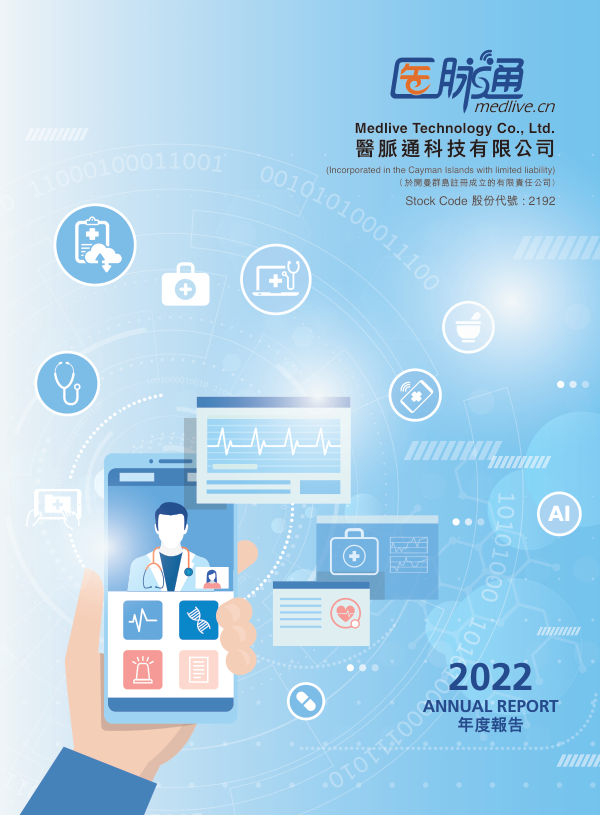 医脉通
medlive.cn
Medlive Technology Co., Ltd.
醫脈通科技有限公司
(Incorporated in the Cayman Islands with limited liability)
（於開曼群島註冊成立的有限責任公司）
Stock Code 股份代號 : 2192
11000100011001
001010100011100
AI
10101000
2022
ANNUAL REPORT
年度報告